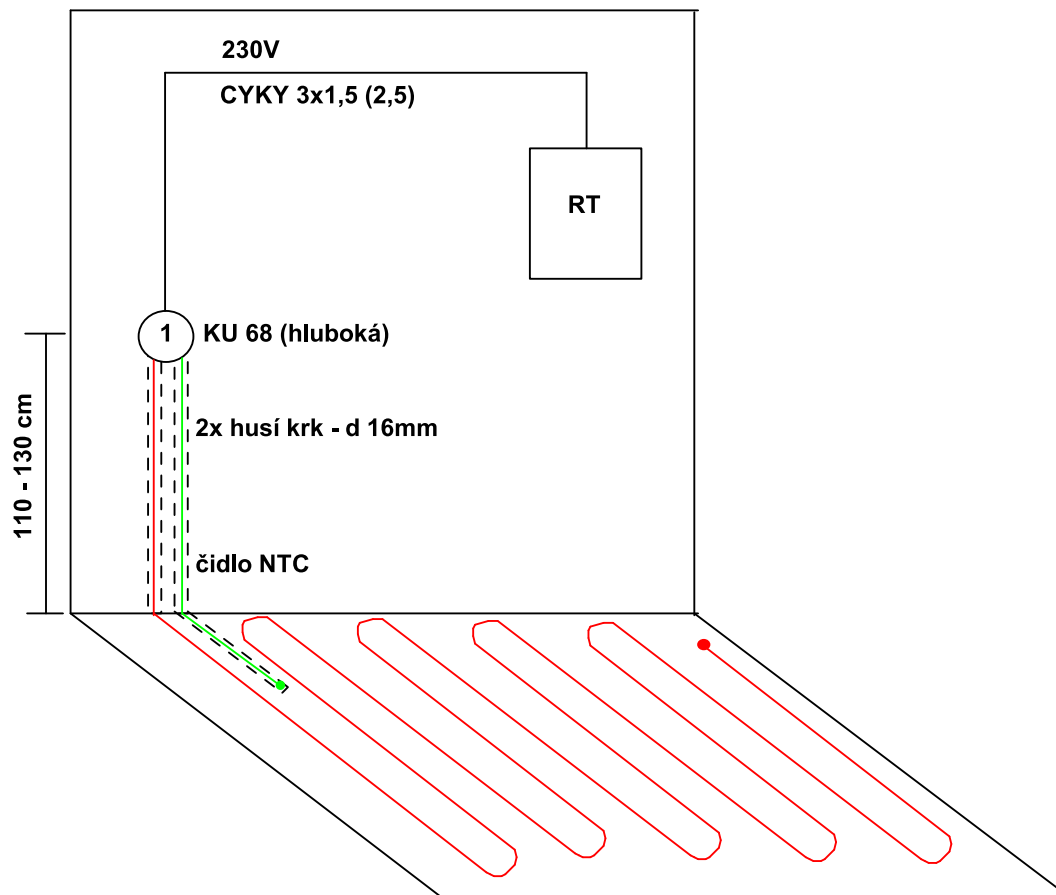 230V
CYKY 3x1,5 (2,5)
RT
1
KU 68 (hluboká)
110 - 130 cm
2x husí krk - d 16mm
čidlo NTC